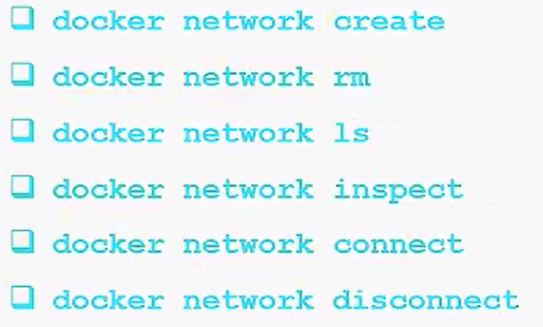 ❑ docker network create
❑ docker network rm
❑ docker network ls
❑ docker network inspect
❑ docker network connect
❑ docker network disconnect